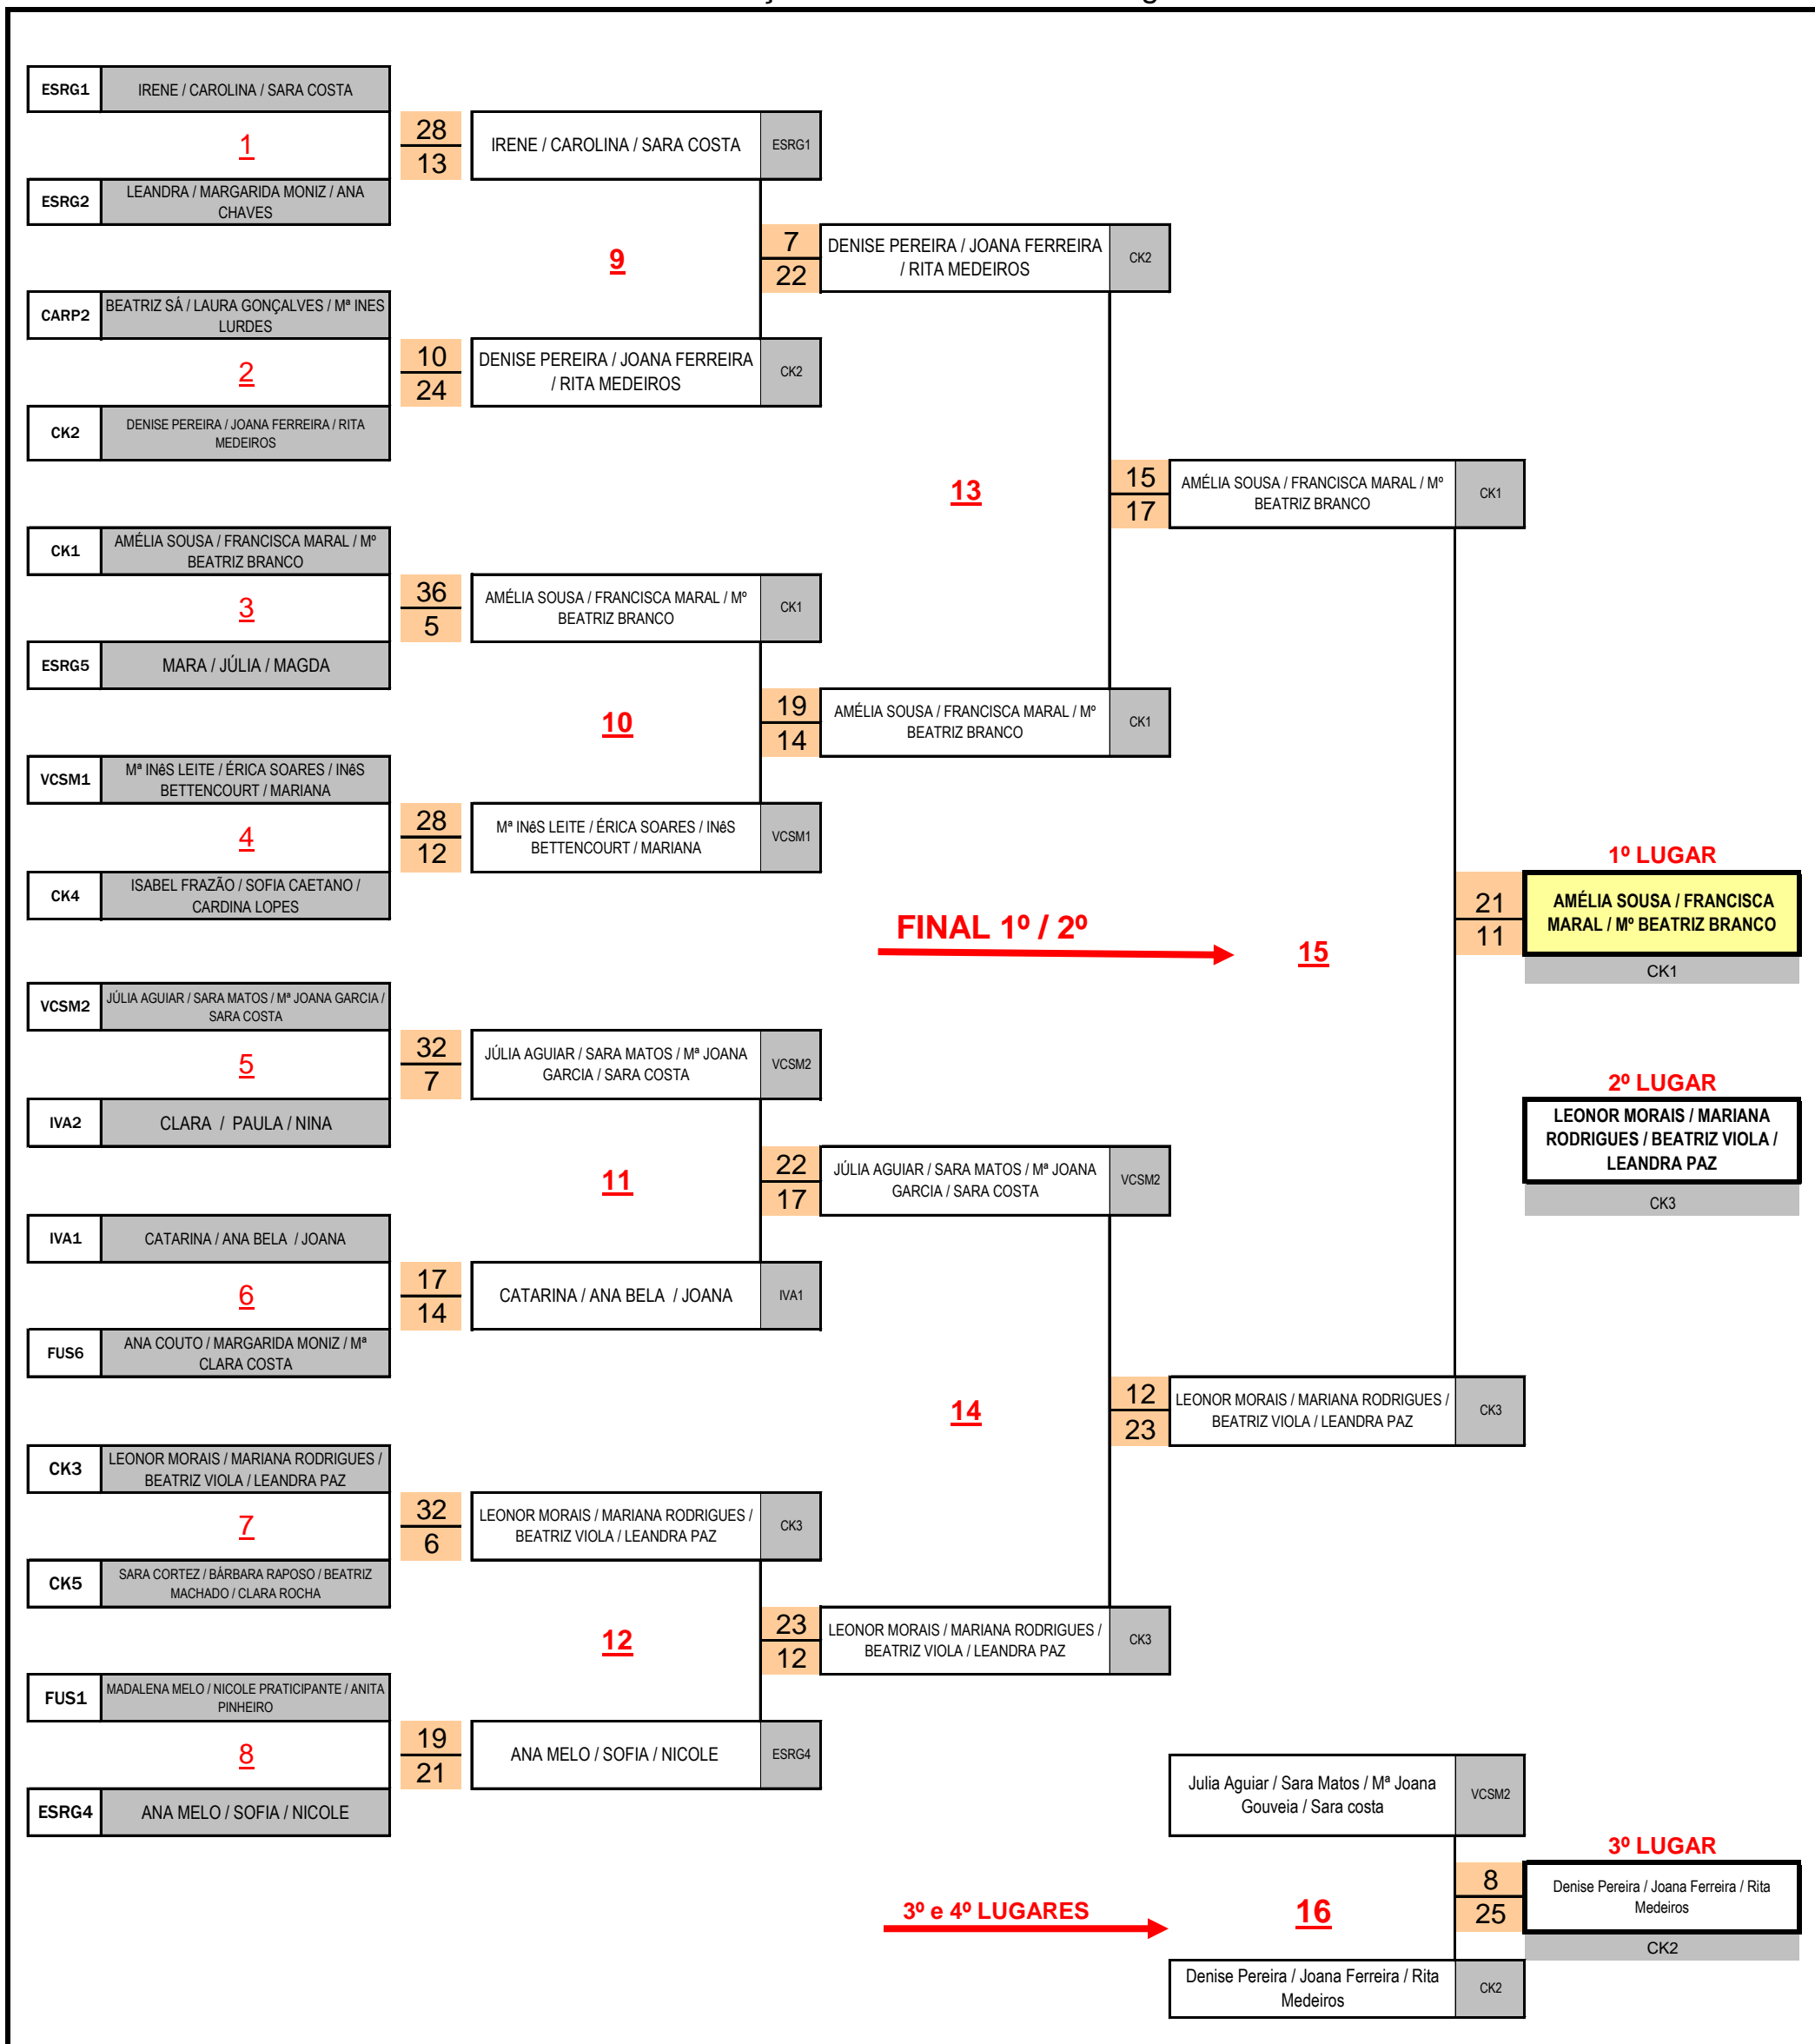 ESRG1
IRENE / CAROLINA / SARA COSTA
1
28
13
ESRG2
LEANDRA / MARGARIDA MONIZ / ANA
CHAVES
IRENE / CAROLINA / SARA COSTA
ESRG1
9
7
22
DENISE PEREIRA / JOANA FERREIRA
/ RITA MEDEIROS
CK2
CARP2
BEATRIZ SÁ / LAURA GONÇALVES / Mª INES
LURDES
2
10
24
CK2
DENISE PEREIRA / JOANA FERREIRA / RITA
MEDEIROS
DENISE PEREIRA / JOANA FERREIRA
/ RITA MEDEIROS
CK2
13
15
17
AMÉLIA SOUSA / FRANCISCA MARAL / Mº
BEATRIZ BRANCO
CK1
CK1
AMÉLIA SOUSA / FRANCISCA MARAL / Mº
BEATRIZ BRANCO
3
36
5
ESRG5
MARA / JÚLIA / MAGDA
AMÉLIA SOUSA / FRANCISCA MARAL / Mº
BEATRIZ BRANCO
CK1
10
19
14
AMÉLIA SOUSA / FRANCISCA MARAL / Mº
BEATRIZ BRANCO
CK1
VCSM1
Mª INêS LEITE / ÉRICA SOARES / INêS
BETTENCOURT / MARIANA
4
28
12
CK4
ISABEL FRAZÃO / SOFIA CAETANO /
CARDINA LOPES
Mª INêS LEITE / ÉRICA SOARES / INêS
BETTENCOURT / MARIANA
VCSM1
FINAL 1º / 2º
15
21
11
1º LUGAR
AMÉLIA SOUSA / FRANCISCA
MARAL / Mº BEATRIZ BRANCO
CK1
VCSM2
JÚLIA AGUIAR / SARA MATOS / Mª JOANA GARCIA /
SARA COSTA
5
32
7
IVA2
CLARA / PAULA / NINA
JÚLIA AGUIAR / SARA MATOS / Mª JOANA
GARCIA / SARA COSTA
VCSM2
2º LUGAR
LEONOR MORAIS / MARIANA
RODRIGUES / BEATRIZ VIOLA /
LEANDRA PAZ
CK3
11
22
17
JÚLIA AGUIAR / SARA MATOS / Mª JOANA
GARCIA / SARA COSTA
VCSM2
IVA1
CATARINA / ANA BELA / JOANA
6
17
14
FUS6
ANA COUTO / MARGARIDA MONIZ / Mª
CLARA COSTA
CATARINA / ANA BELA / JOANA
IVA1
14
12
23
LEONOR MORAIS / MARIANA RODRIGUES /
BEATRIZ VIOLA / LEANDRA PAZ
CK3
CK3
LEONOR MORAIS / MARIANA RODRIGUES /
BEATRIZ VIOLA / LEANDRA PAZ
7
32
6
CK5
SARA CORTEZ / BÁRBARA RAPOSO / BEATRIZ
MACHADO / CLARA ROCHA
LEONOR MORAIS / MARIANA RODRIGUES /
BEATRIZ VIOLA / LEANDRA PAZ
CK3
12
23
12
LEONOR MORAIS / MARIANA RODRIGUES /
BEATRIZ VIOLA / LEANDRA PAZ
CK3
FUS1
MADALENA MELO / NICOLE PRATICIPANTE / ANITA
PINHEIRO
8
19
21
ESRG4
ANA MELO / SOFIA / NICOLE
ANA MELO / SOFIA / NICOLE
ESRG4
Julia Aguiar / Sara Matos / Mª Joana
Gouveia / Sara costa
VCSM2
3º e 4º LUGARES
16
8
25
3º LUGAR
Denise Pereira / Joana Ferreira / Rita
Medeiros
CK2
Denise Pereira / Joana Ferreira / Rita
Medeiros
CK2